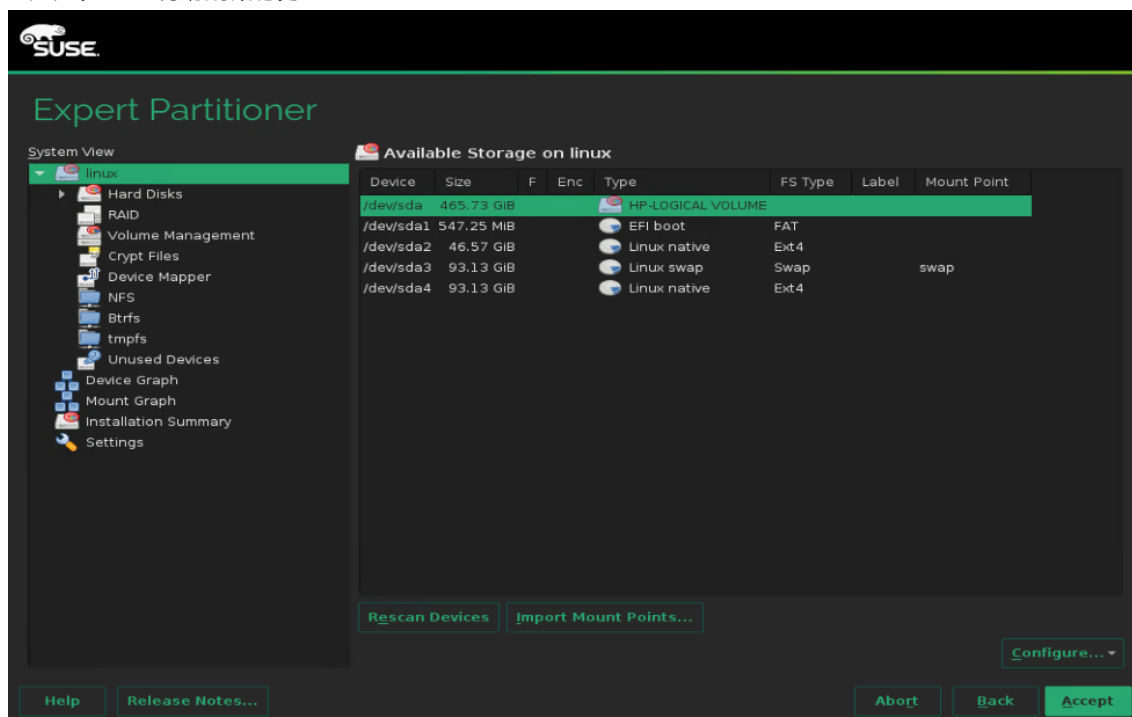 SUSE.
Expert Partitioner
System View
linux
Hard Disks
RAID
Volume Management
Crypt Files
Device Mapper
NFS
Btrfs
tmpfs
Unused Devices
Device Graph
Mount Graph
Installation Summary
Settings
Available Storage on linux
Device Size F Enc Type FS Type Label Mount Point
/dev/sda 465.73 GiB HP-LOGICAL VOLUME
/dev/sda1 547.25 MiB EFI boot FAT
/dev/sda2 46.57 GiB Linux native Ext4
/dev/sda3 93.13 GiB Linux swap Swap swap
/dev/sda4 93.13 GiB Linux native Ext4
Rescan Devices Import Mount Points...
Configure...
Help Release Notes... Abort Back Accept